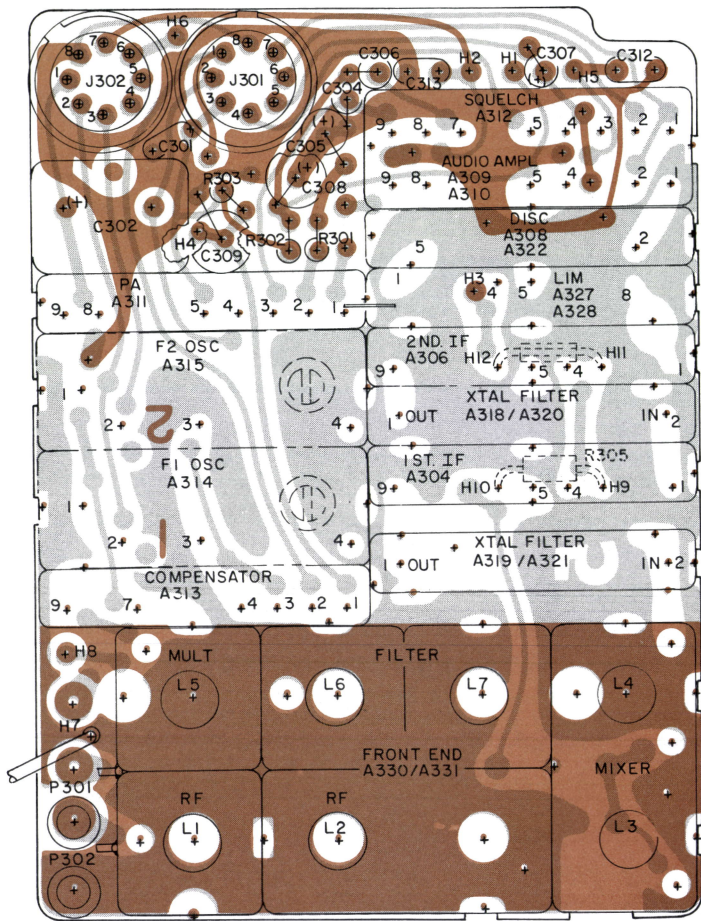 H6
8 7 6 1 5 2 3 4
J302
8 1 7 2 6 3 5 4
J301
C306
C313
H1
H2
H1
C307
(+)
H5
C312
C304
(+)
C301
C305
(+)
C308
R303
SQUELCH
A312
9 8 7 5 4 3 2 1
AUDIO AMPL
A309
A310
9 8 5 4 2 1
(+)
C302
H4
C309
R302
R301
DISC
A308
A322
5 2
PA
A311
9 8 5 4 3 2 1
1
H3
4 5
LIM
A327
A328
8
F2 OSC
A315
1
2
2 3 4
2ND. IF
A306
H12
H11
9 5 4 1
XTAL FILTER
A318/A320
1 OUT
IN 2
F1 OSC
A314
1
1
2 3 4
1ST. IF
A304
R305
9 H10 5 4 H9 1
XTAL FILTER
A319/A321
1 OUT
IN 2
COMPENSATOR
A313
9 7 4 3 2 1
H8
MULT
L5
FILTER
L6
L7
L4
H7
FRONT END
A330/A331
MIXER
P301
RF
L1
RF
L2
L3
P302